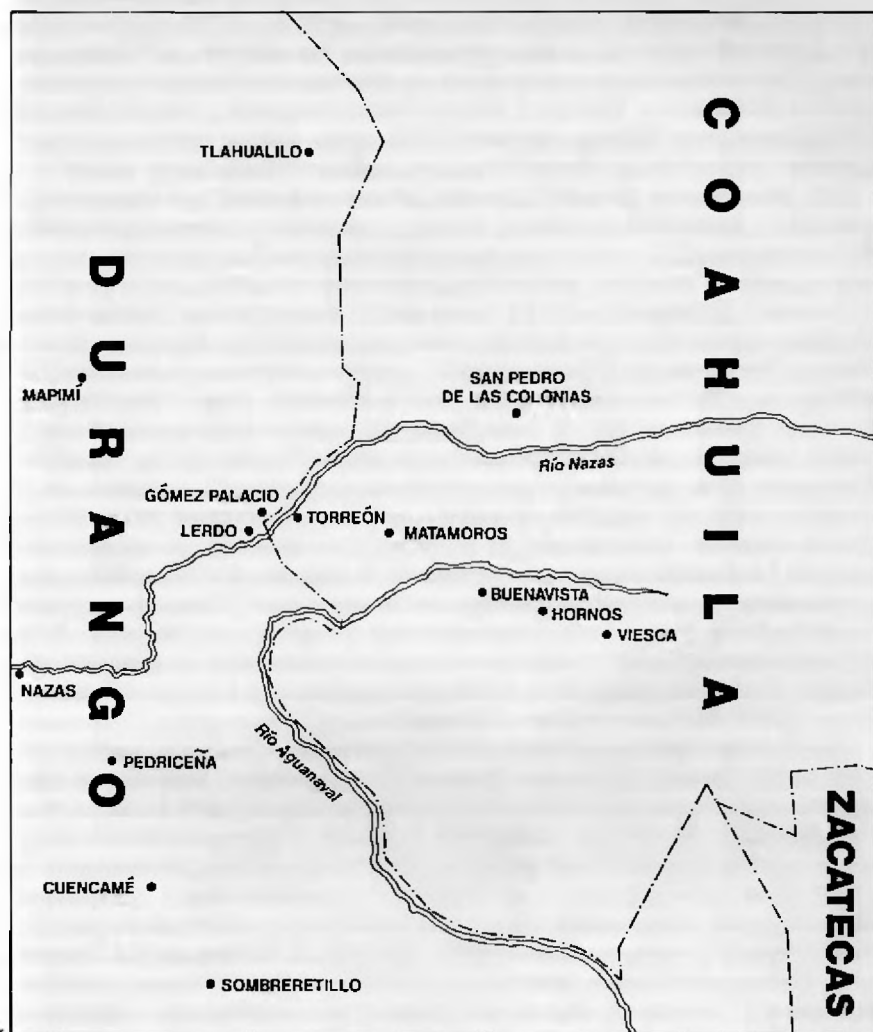 COAHUILA
TLAHUALILO
DURANGO
MAPIMÍ
SAN PEDRO
DE LAS COLONIAS
Río Nazas
GÓMEZ PALACIO
TORREÓN
LERDO
MATAMOROS
BUENAVISTA
HORNOS
VIESCA
NAZAS
Río Aguanaval
PEDRICEÑA
ZACATECAS
CUENCAMÉ
SOMBRERETILLO